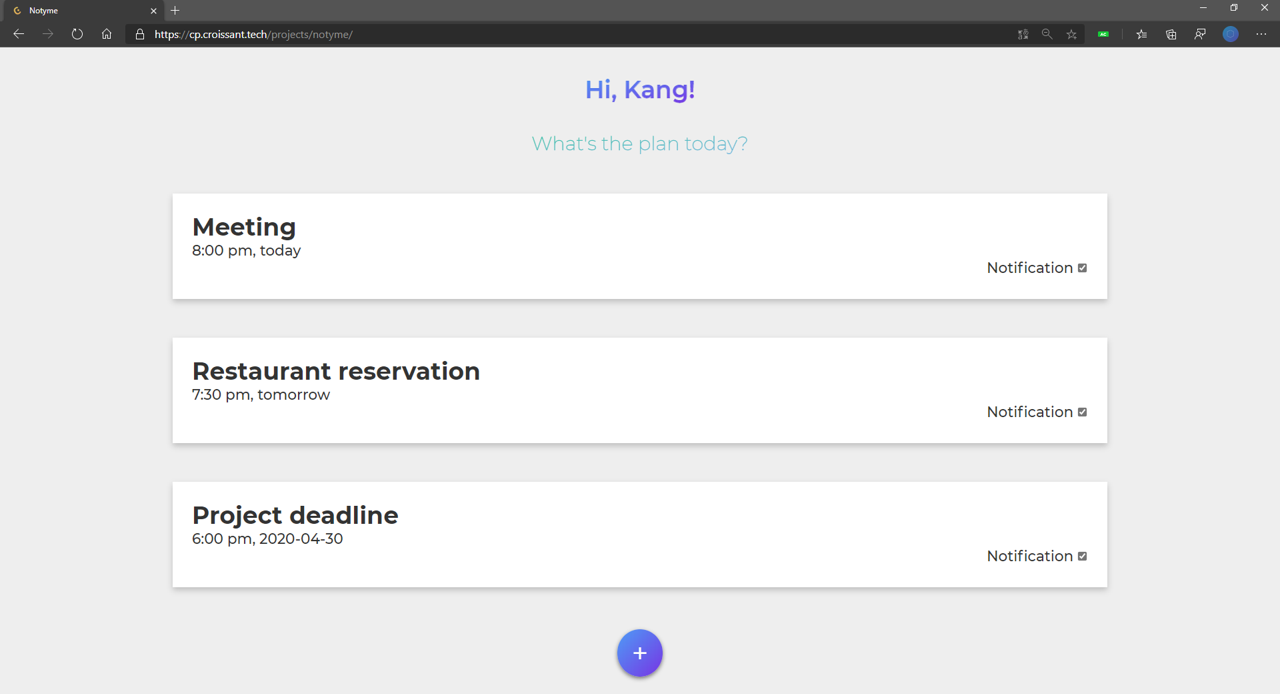 Notyme
https://cp.croissant.tech/projects/notyme/
Hi, Kang!
What's the plan today?
Meeting
8:00 pm, today
Notification
Restaurant reservation
7:30 pm, tomorrow
Notification
Project deadline
6:00 pm, 2020-04-30
Notification
+